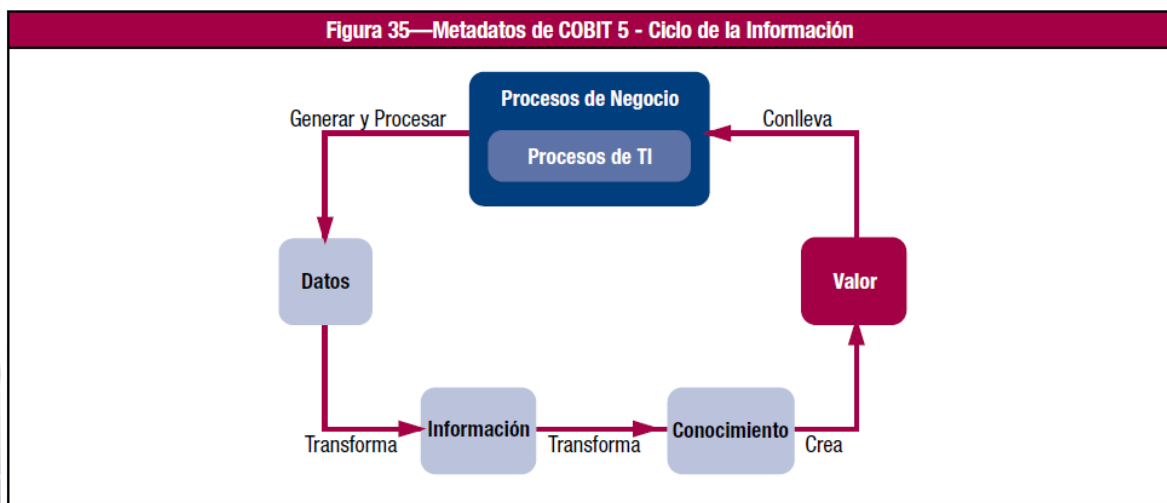 Figura 35—Metadatos de COBIT 5 - Ciclo de la Información
Procesos de Negocio
Generar y Procesar
Conlleva
Procesos de TI
Datos
Valor
Información
Conocimiento
Transforma
Transforma
Crea